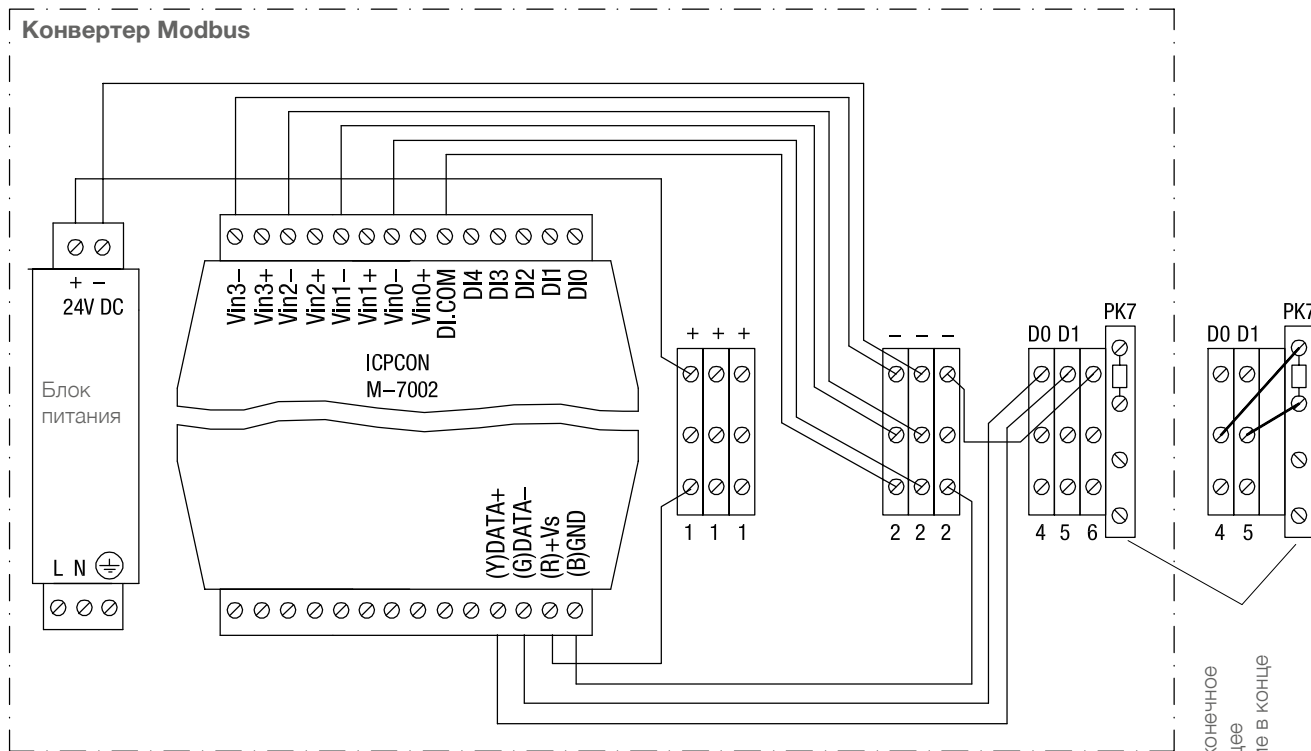 Конвертер Modbus
+ −
24V DC
Блок
питания
L N
Vin3−
Vin3+
Vin2−
Vin2+
Vin1−
Vin1+
Vin0−
Vin0+
DI.COM
DI4
DI3
DI2
DI1
DI0
ICPCON
M−7002
(Y)DATA+
(G)DATA−
(R)+Vs
(B)GND
+ + +
1 1 1
− − −
2 2 2
D0 D1
PK7
4 5 6
D0 D1
PK7
4 5
в конце